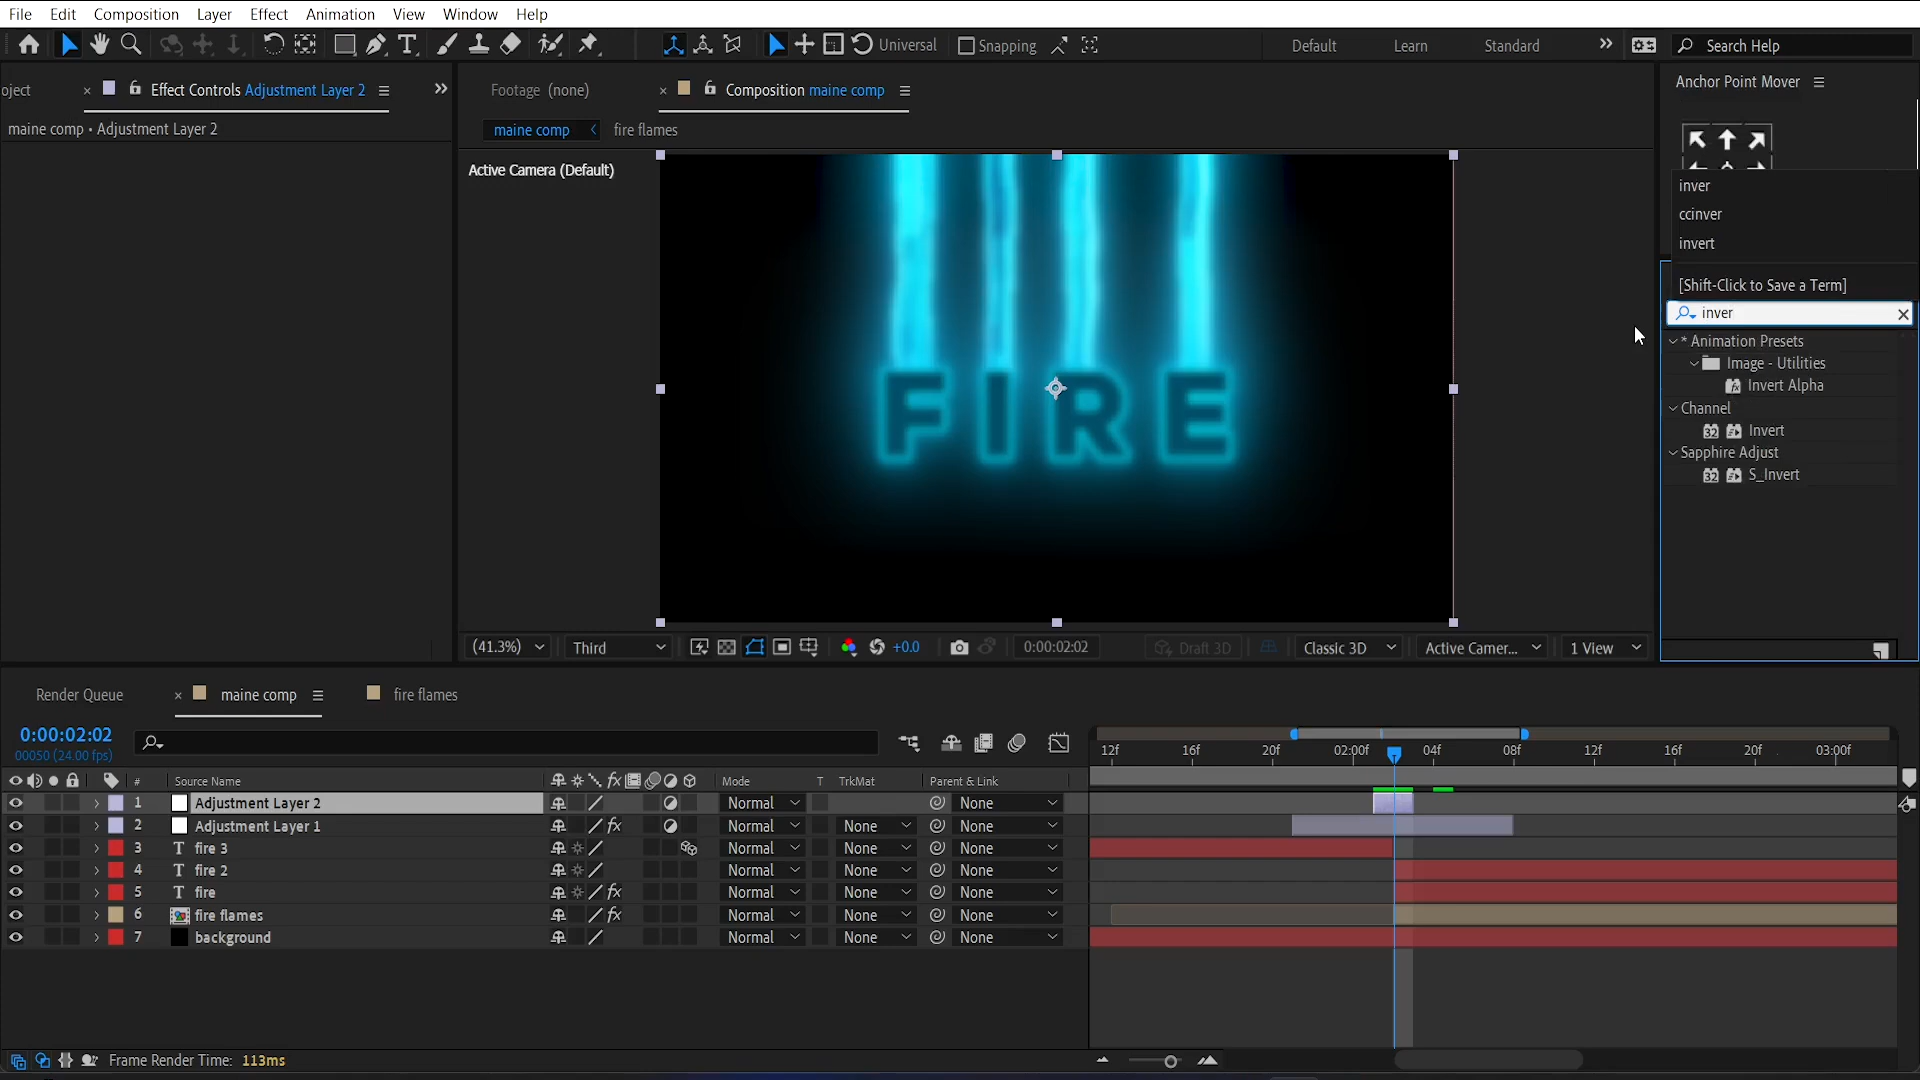 File Edit Composition Layer Effect Animation View Window Help
Universal Snapping Default Learn Standard Search Help
oject Effect Controls Adjustment Layer 2
Footage (none) Composition maine comp
Anchor Point Mover
maine comp • Adjustment Layer 2
maine comp fire flames
Active Camera (Default)
FIRE
inver
ccinver
invert
[Shift-Click to Save a Term]
inver
* Animation Presets
Image - Utilities
Invert Alpha
Channel
32 Invert
Sapphire Adjust
32 S_Invert
(41.3%) Third +0.0 0:00:02:02 Draft 3D Classic 3D Active Camer... 1 View
Render Queue maine comp fire flames
0:00:02:02
00050 (24.00 fps)
12f 16f 20f 02:00f 04f 08f 12f 16f 20f 03:00f
# Source Name fx Mode T TrkMat Parent & Link
1 Adjustment Layer 2 Normal None
2 Adjustment Layer 1 fx Normal None None
3 T fire 3 Normal None None
4 T fire 2 Normal None None
5 T fire fx Normal None None
6 fire flames fx Normal None None
7 background Normal None None
Frame Render Time: 113ms